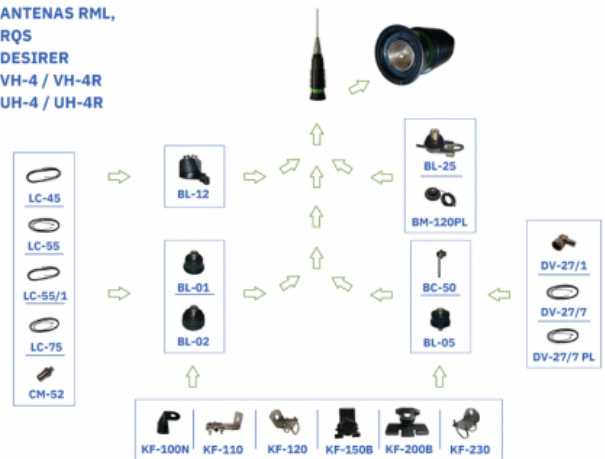 ANTENAS RML,
RQS
DESIRER
VH-4 / VH-4R
UH-4 / UH-4R
LC-45
LC-55
LC-55/1
LC-75
CM-52
BL-12
BL-01
BL-02
BL-25
BM-120PL
BC-50
BL-05
DV-27/1
DV-27/7
DV-27/7 PL
KF-100N
KF-110
KF-120
KF-150B
KF-200B
KF-230